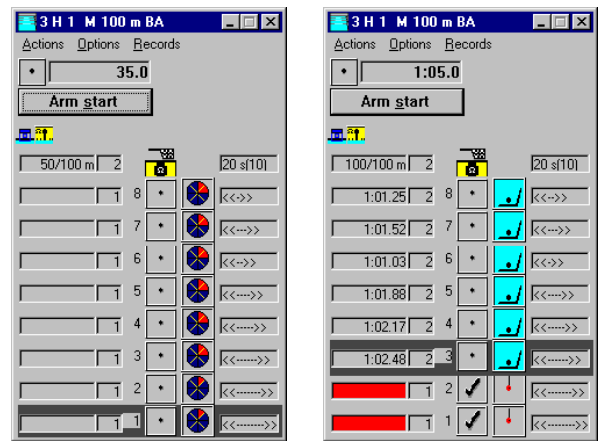 3 H 1 M 100 m BA
Actions Options Records
35.0
Arm start
50/100 m 2 20 s(10)
1 8 <<->>
1 7 <<--->>
1 6 <<-->>
1 5 <<---->>
1 4 <<----->>
1 3 <<----->>
1 2 <<------>>
1 1 <<------->>
3 H 1 M 100 m BA
Actions Options Records
1:05.0
Arm start
100/100 m 2 20 s(10)
1:01.25 2 8 <<-->>
1:01.52 2 7 <<--->>
1:01.03 2 6 <<->>
1:01.88 2 5 <<---->>
1:02.17 2 4 <<----->>
1:02.48 2 3 <<----->>
1 2 <<------>>
1 1 <<------->>